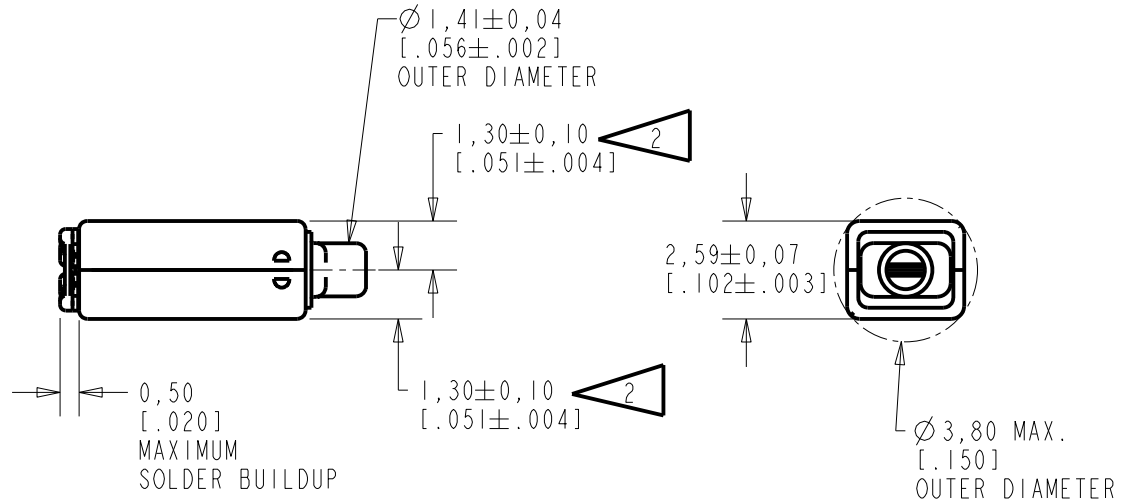 Ø 1,41±0,04
[.056±.002]
OUTER DIAMETER
1,30±0,10
[.051±.004]
2
2,59±0,07
[.102±.003]
0,50
[.020]
MAXIMUM
SOLDER BUILDUP
1,30±0,10
[.051±.004]
2
Ø 3,80 MAX.
[.150]
OUTER DIAMETER